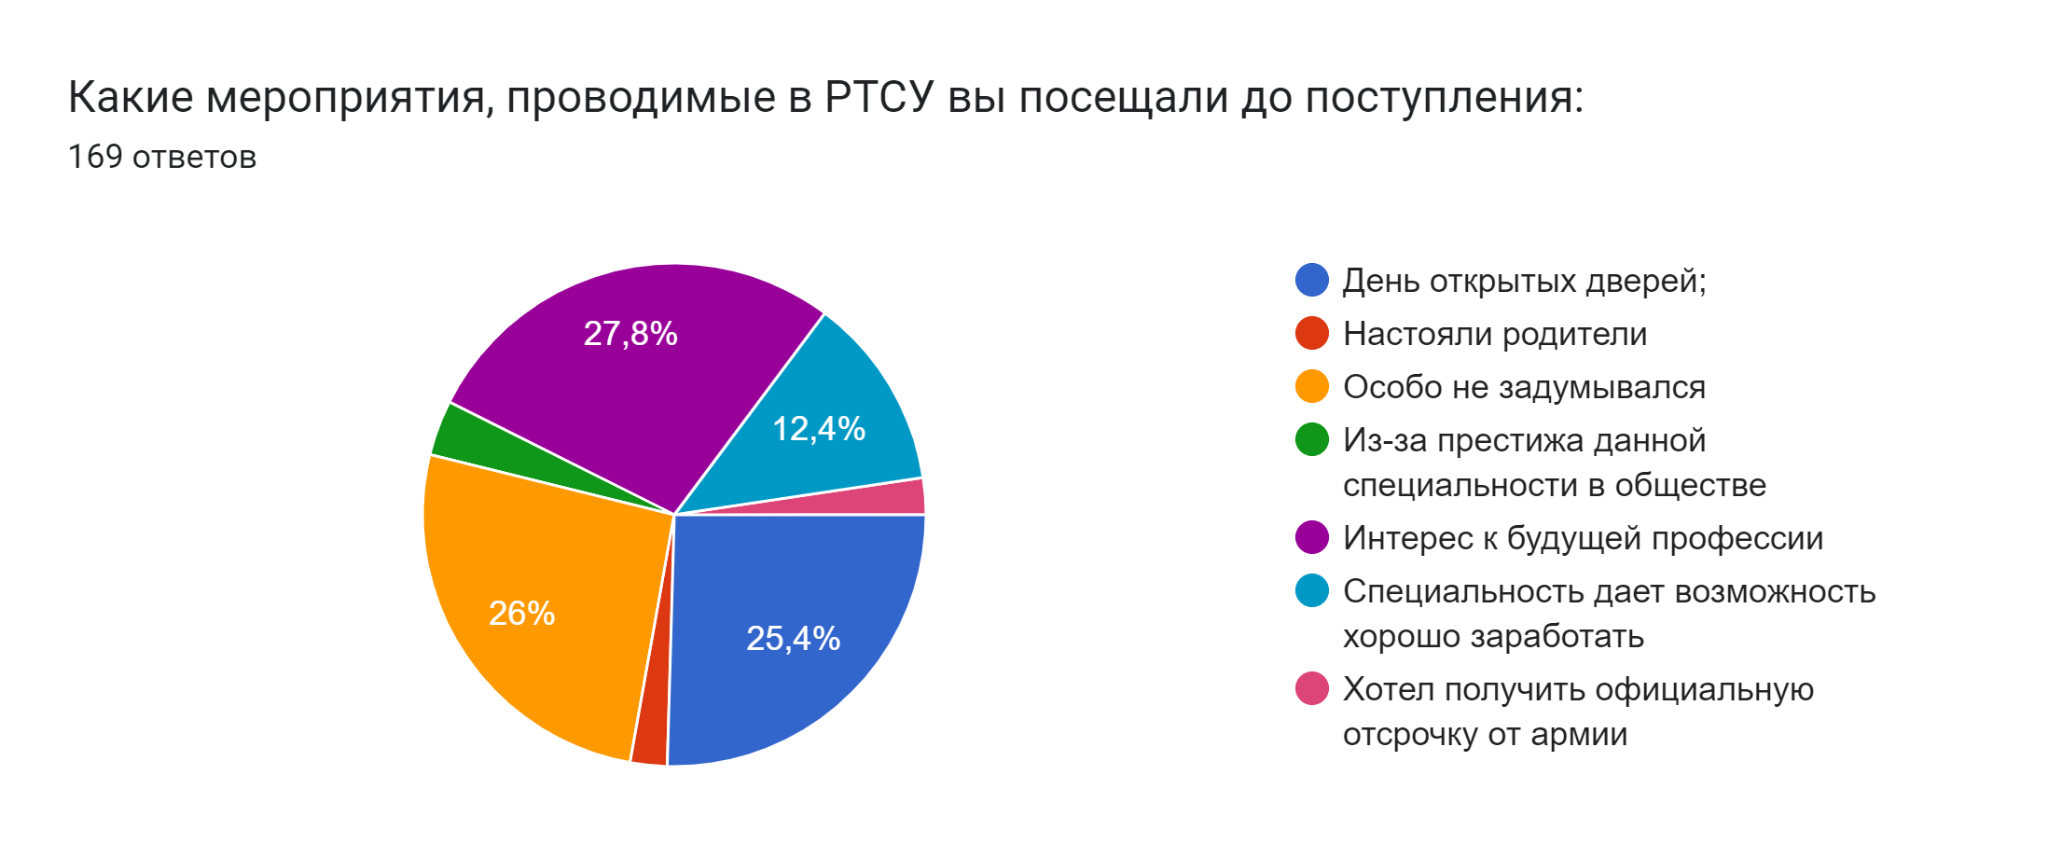 Какие мероприятия, проводимые в РТСУ вы посещали до поступления:
169 ответов
27,8%
12,4%
26%
25,4%
День открытых дверей;
Настояли родители
Особо не задумывался
Из-за престижа данной
специальности в обществе
Интерес к будущей профессии
Специальность дает возможность
хорошо заработать
Хотел получить официальную
отсрочку от армии